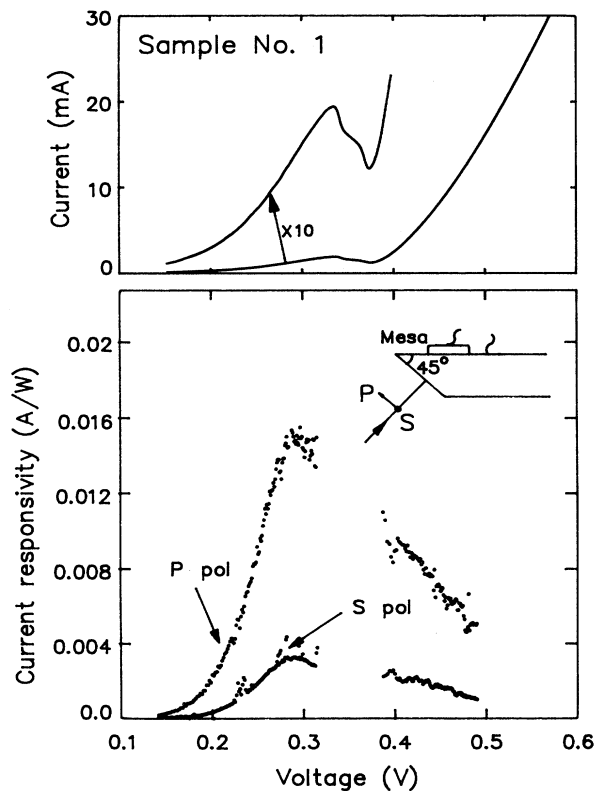 30
20
10
0
Current (mA)
Sample No. 1
X10
0.02
0.016
0.012
0.008
0.004
0.0
Current responsivity (A/W)
Mesa
45°
P
S
P pol
S pol
0.1 0.2 0.3 0.4 0.5 0.6
Voltage (V)